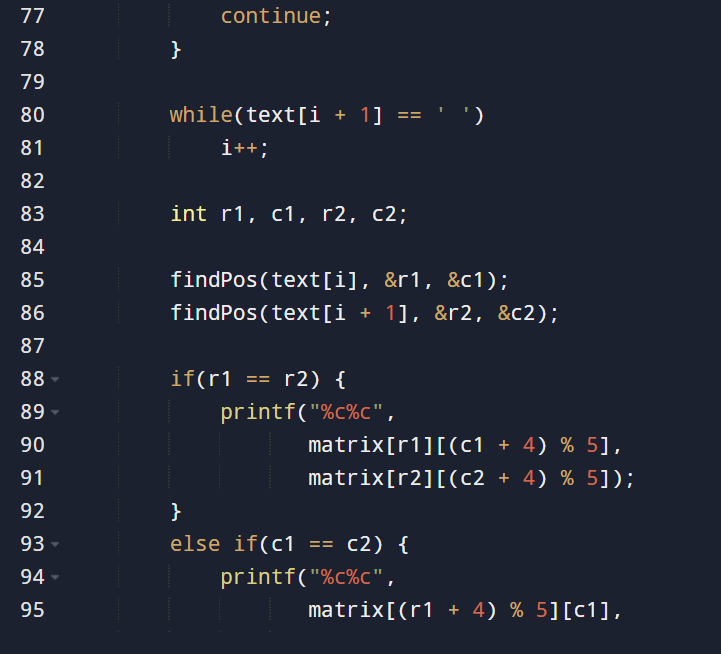 77 continue;
78 }
79
80 while(text[i + 1] == ' ')
81 i++;
82
83 int r1, c1, r2, c2;
84
85 findPos(text[i], &r1, &c1);
86 findPos(text[i + 1], &r2, &c2);
87
88 if(r1 == r2) {
89 printf("%c%c",
90 matrix[r1][(c1 + 4) % 5],
91 matrix[r2][(c2 + 4) % 5]);
92 }
93 else if(c1 == c2) {
94 printf("%c%c",
95 matrix[(r1 + 4) % 5][c1],